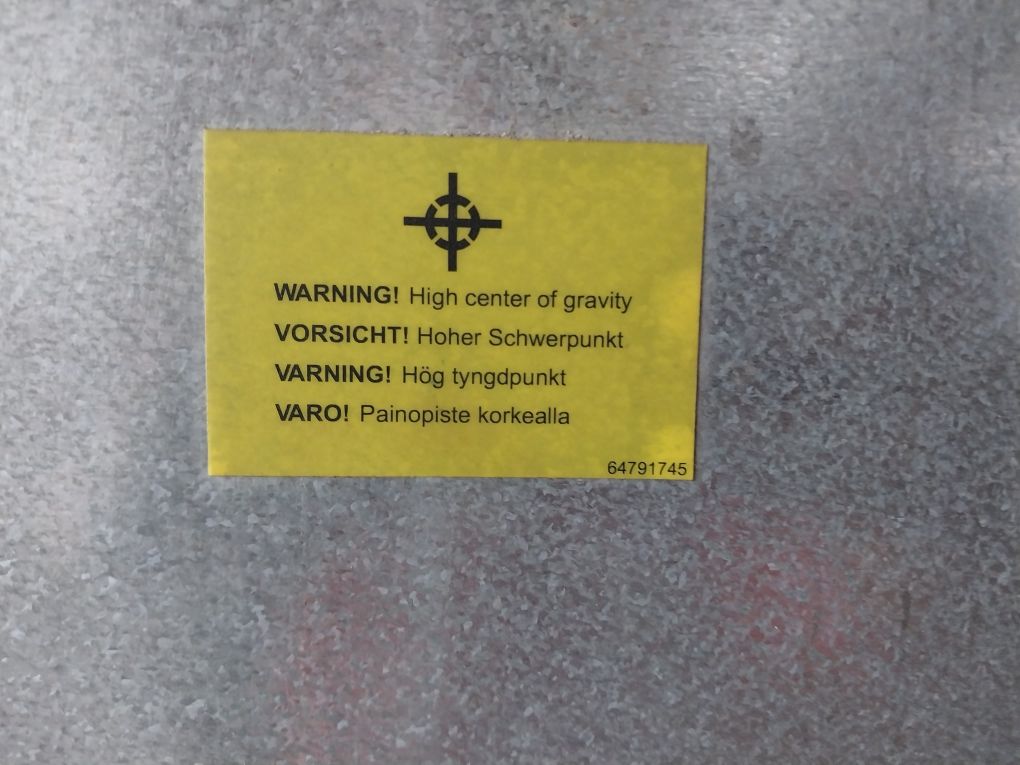 WARNING! High center of gravity
VORSICHT! Hoher Schwerpunkt
VARNING! Hög tyngdpunkt
VARO! Painopiste korkealla
64791745